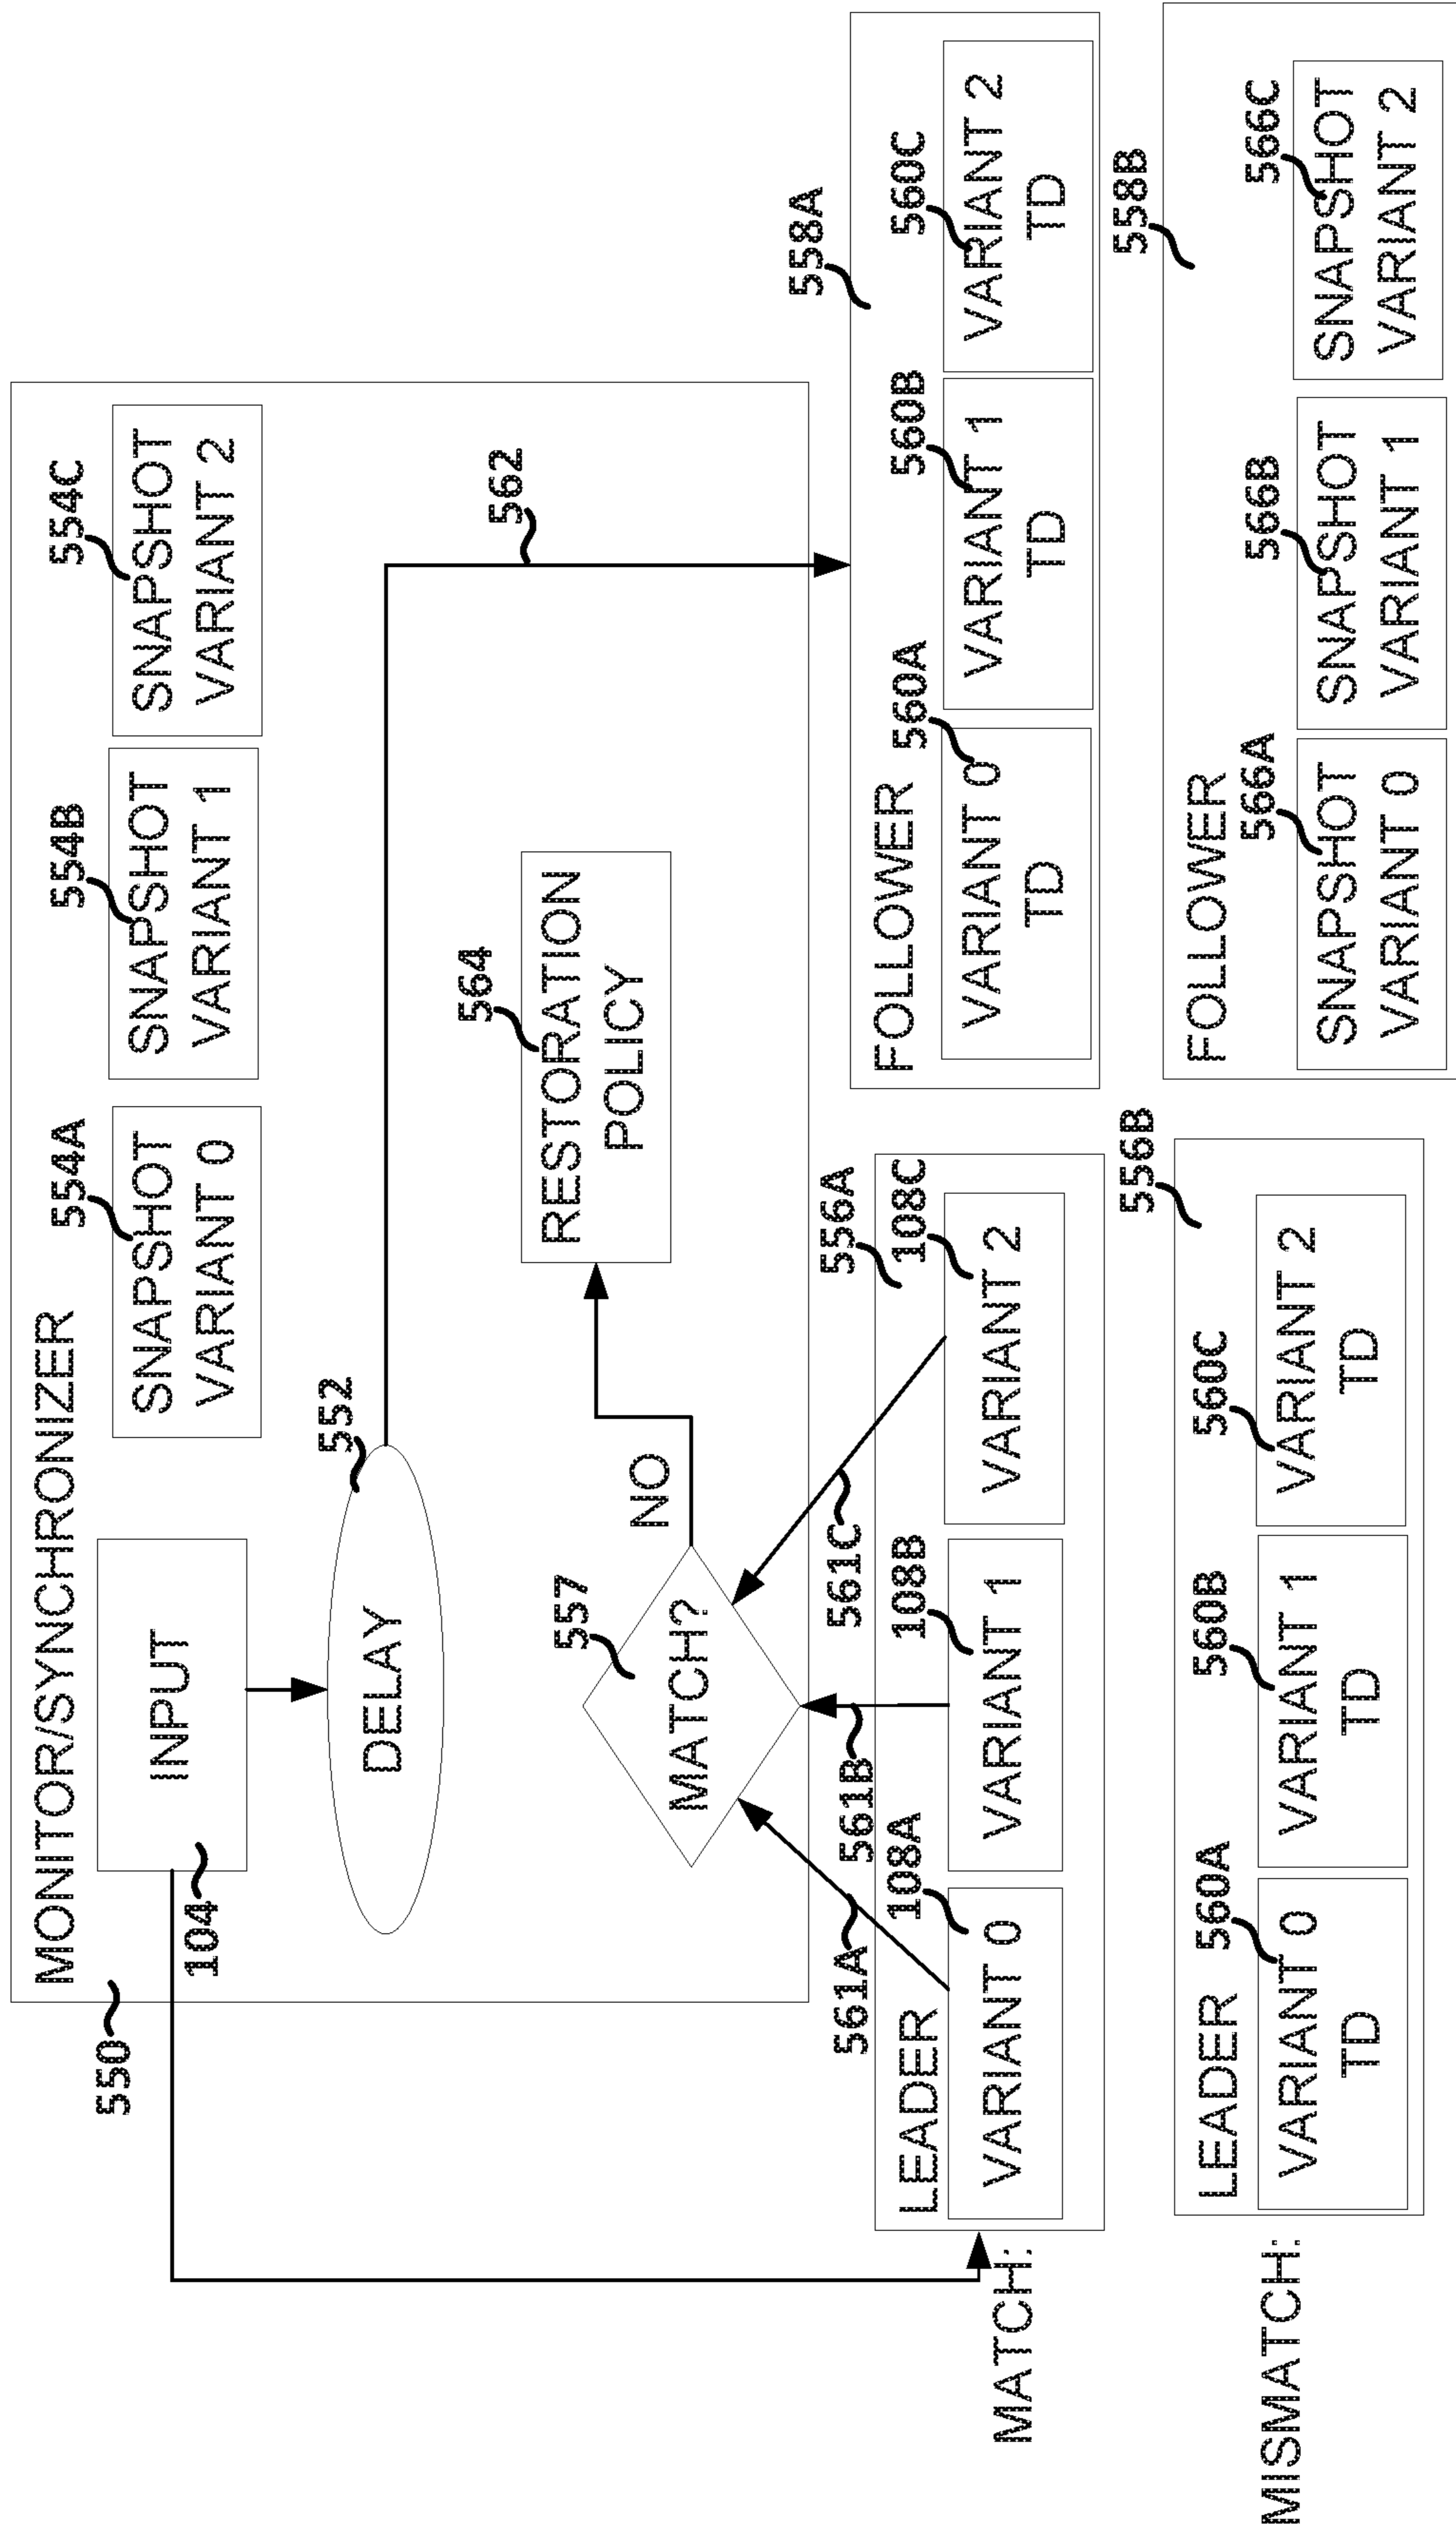 MONITOR/SYNCHRONIZER
550
INPUT
104
SNAPSHOT
VARIANT 0
554A
SNAPSHOT
VARIANT 1
554B
SNAPSHOT
VARIANT 2
554C
DELAY
552
562
MATCH?
557
NO
RESTORATION
POLICY
564
561A
561B
561C
MATCH:
LEADER
556A
VARIANT 0
108A
VARIANT 1
108B
VARIANT 2
108C
FOLLOWER
558A
VARIANT 0
TD
560A
VARIANT 1
TD
560B
VARIANT 2
TD
560C
MISMATCH:
LEADER
556B
VARIANT 0
TD
560A
VARIANT 1
TD
560B
VARIANT 2
TD
560C
FOLLOWER
558B
SNAPSHOT
VARIANT 0
566A
SNAPSHOT
VARIANT 1
566B
SNAPSHOT
VARIANT 2
566C